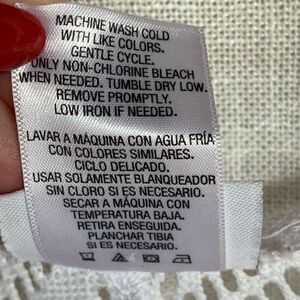 MACHINE WASH COLD
WITH LIKE COLORS.
GENTLE CYCLE.
ONLY NON-CHLORINE BLEACH
WHEN NEEDED. TUMBLE DRY LOW.
REMOVE PROMPTLY.
LOW IRON IF NEEDED.
LAVAR A MÁQUINA CON AGUA FRÍA
CON COLORES SIMILARES.
CICLO DELICADO.
USAR SOLAMENTE BLANQUEADOR
SIN CLORO SI ES NECESARIO.
SECAR A MÁQUINA CON
TEMPERATURA BAJA.
RETIRA ENSEGUIDA.
PLANCHAR TIBIA
SI ES NECESARIO.